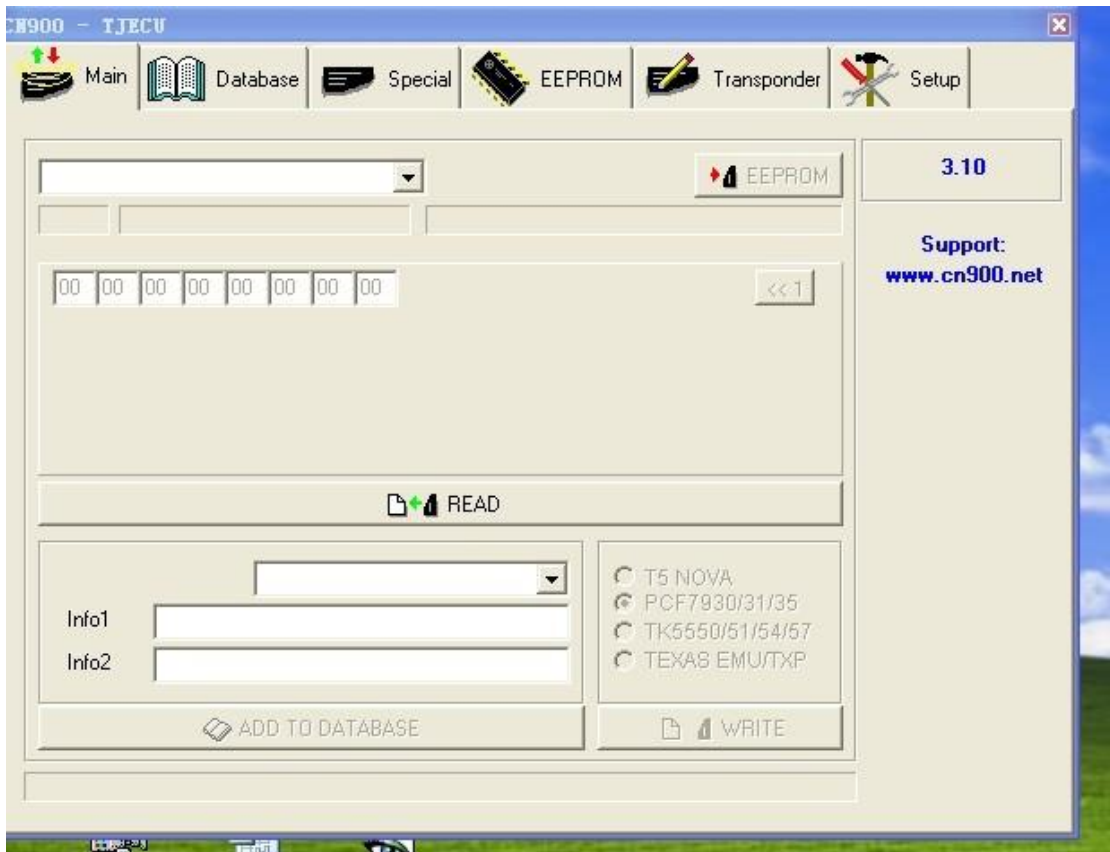 CN900 - TJECU
Main Database Special EEPROM Transponder Setup
EEPROM
3.10
Support:
www.cn900.net
00 00 00 00 00 00 00 00
<< 1
READ
T5 NOVA
PCF7930/31/35
TK5550/51/54/57
TEXAS EMU/TXP
Info1
Info2
ADD TO DATABASE
WRITE